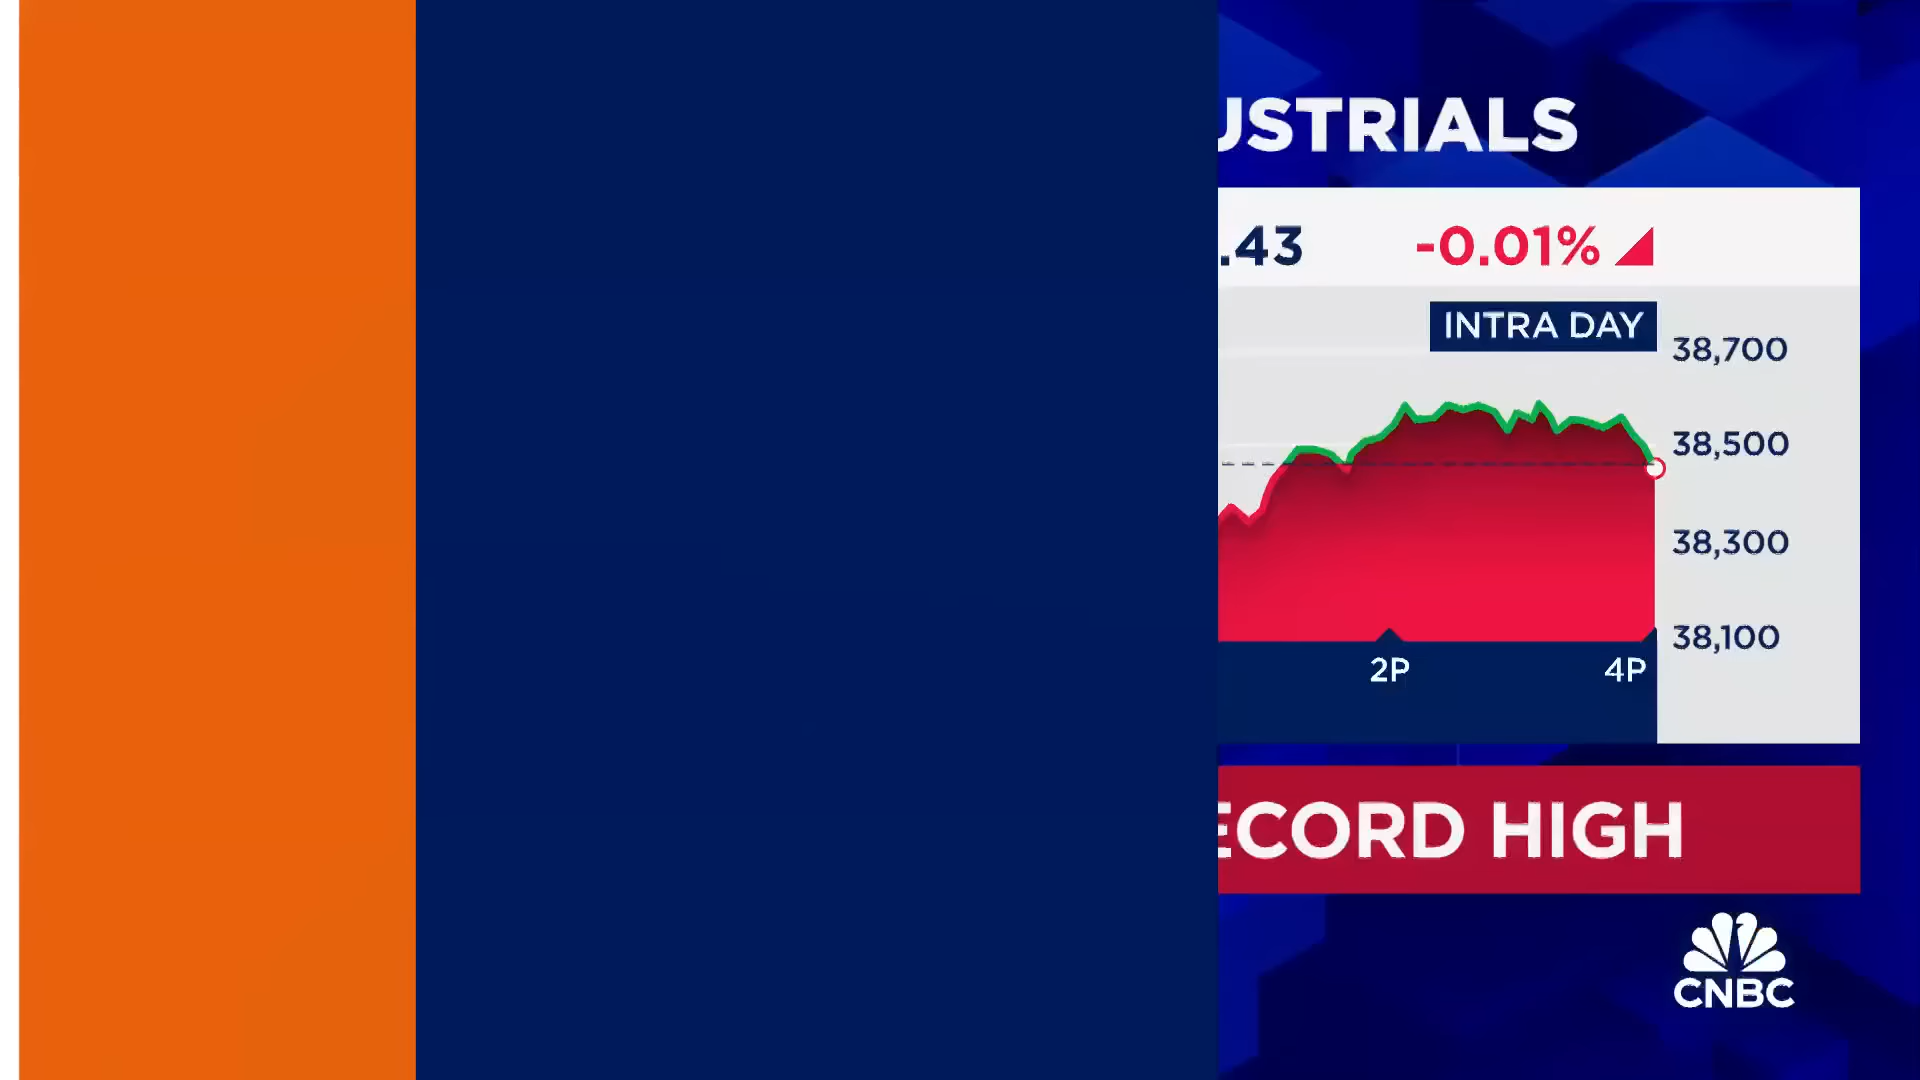 USTRIALS
.43 -0.01%
INTRA DAY
38,700
38,500
38,300
38,100
2P 4P
ECORD HIGH
CNBC